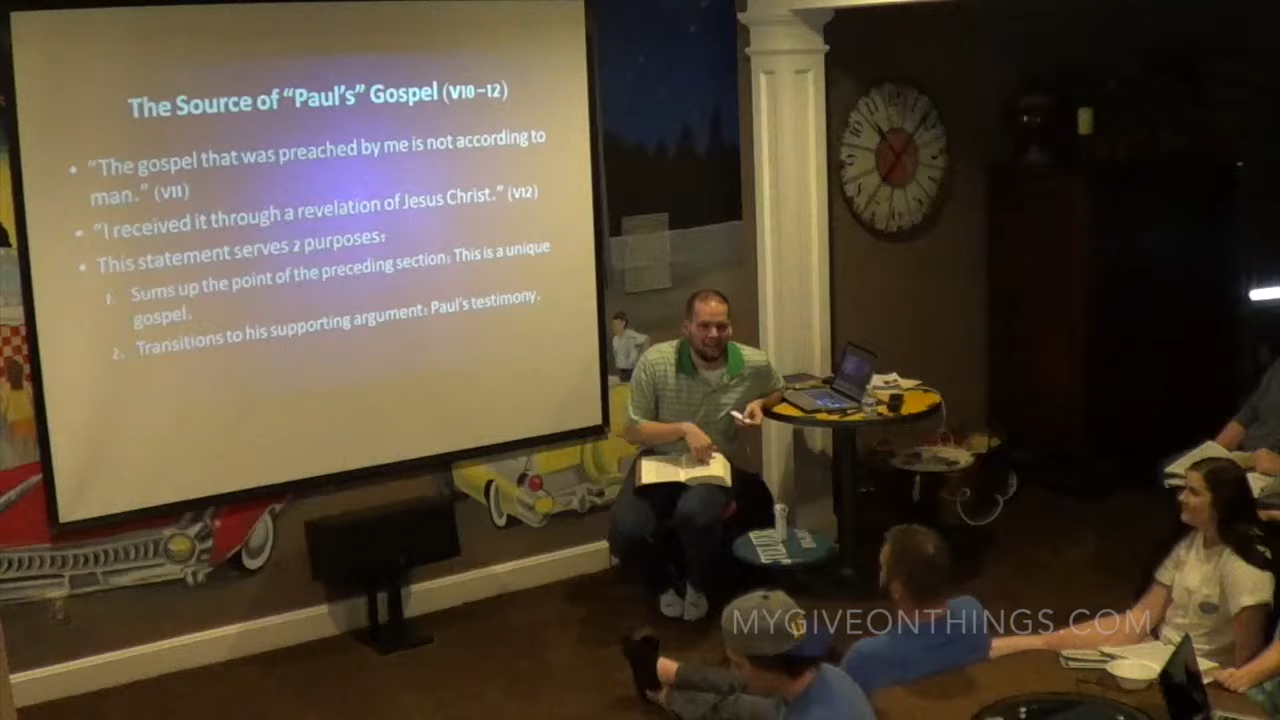 The Source of “Paul’s” Gospel (V10-12)
• “The gospel that was preached by me is not according to
man.” (V11)
• “I received it through a revelation of Jesus Christ.” (V12)
• This statement serves 2 purposes:
1. Sums up the point of the preceding section: This is a unique
gospel.
2. Transitions to his supporting argument: Paul’s testimony.
MYGIVEONTHINGS.COM